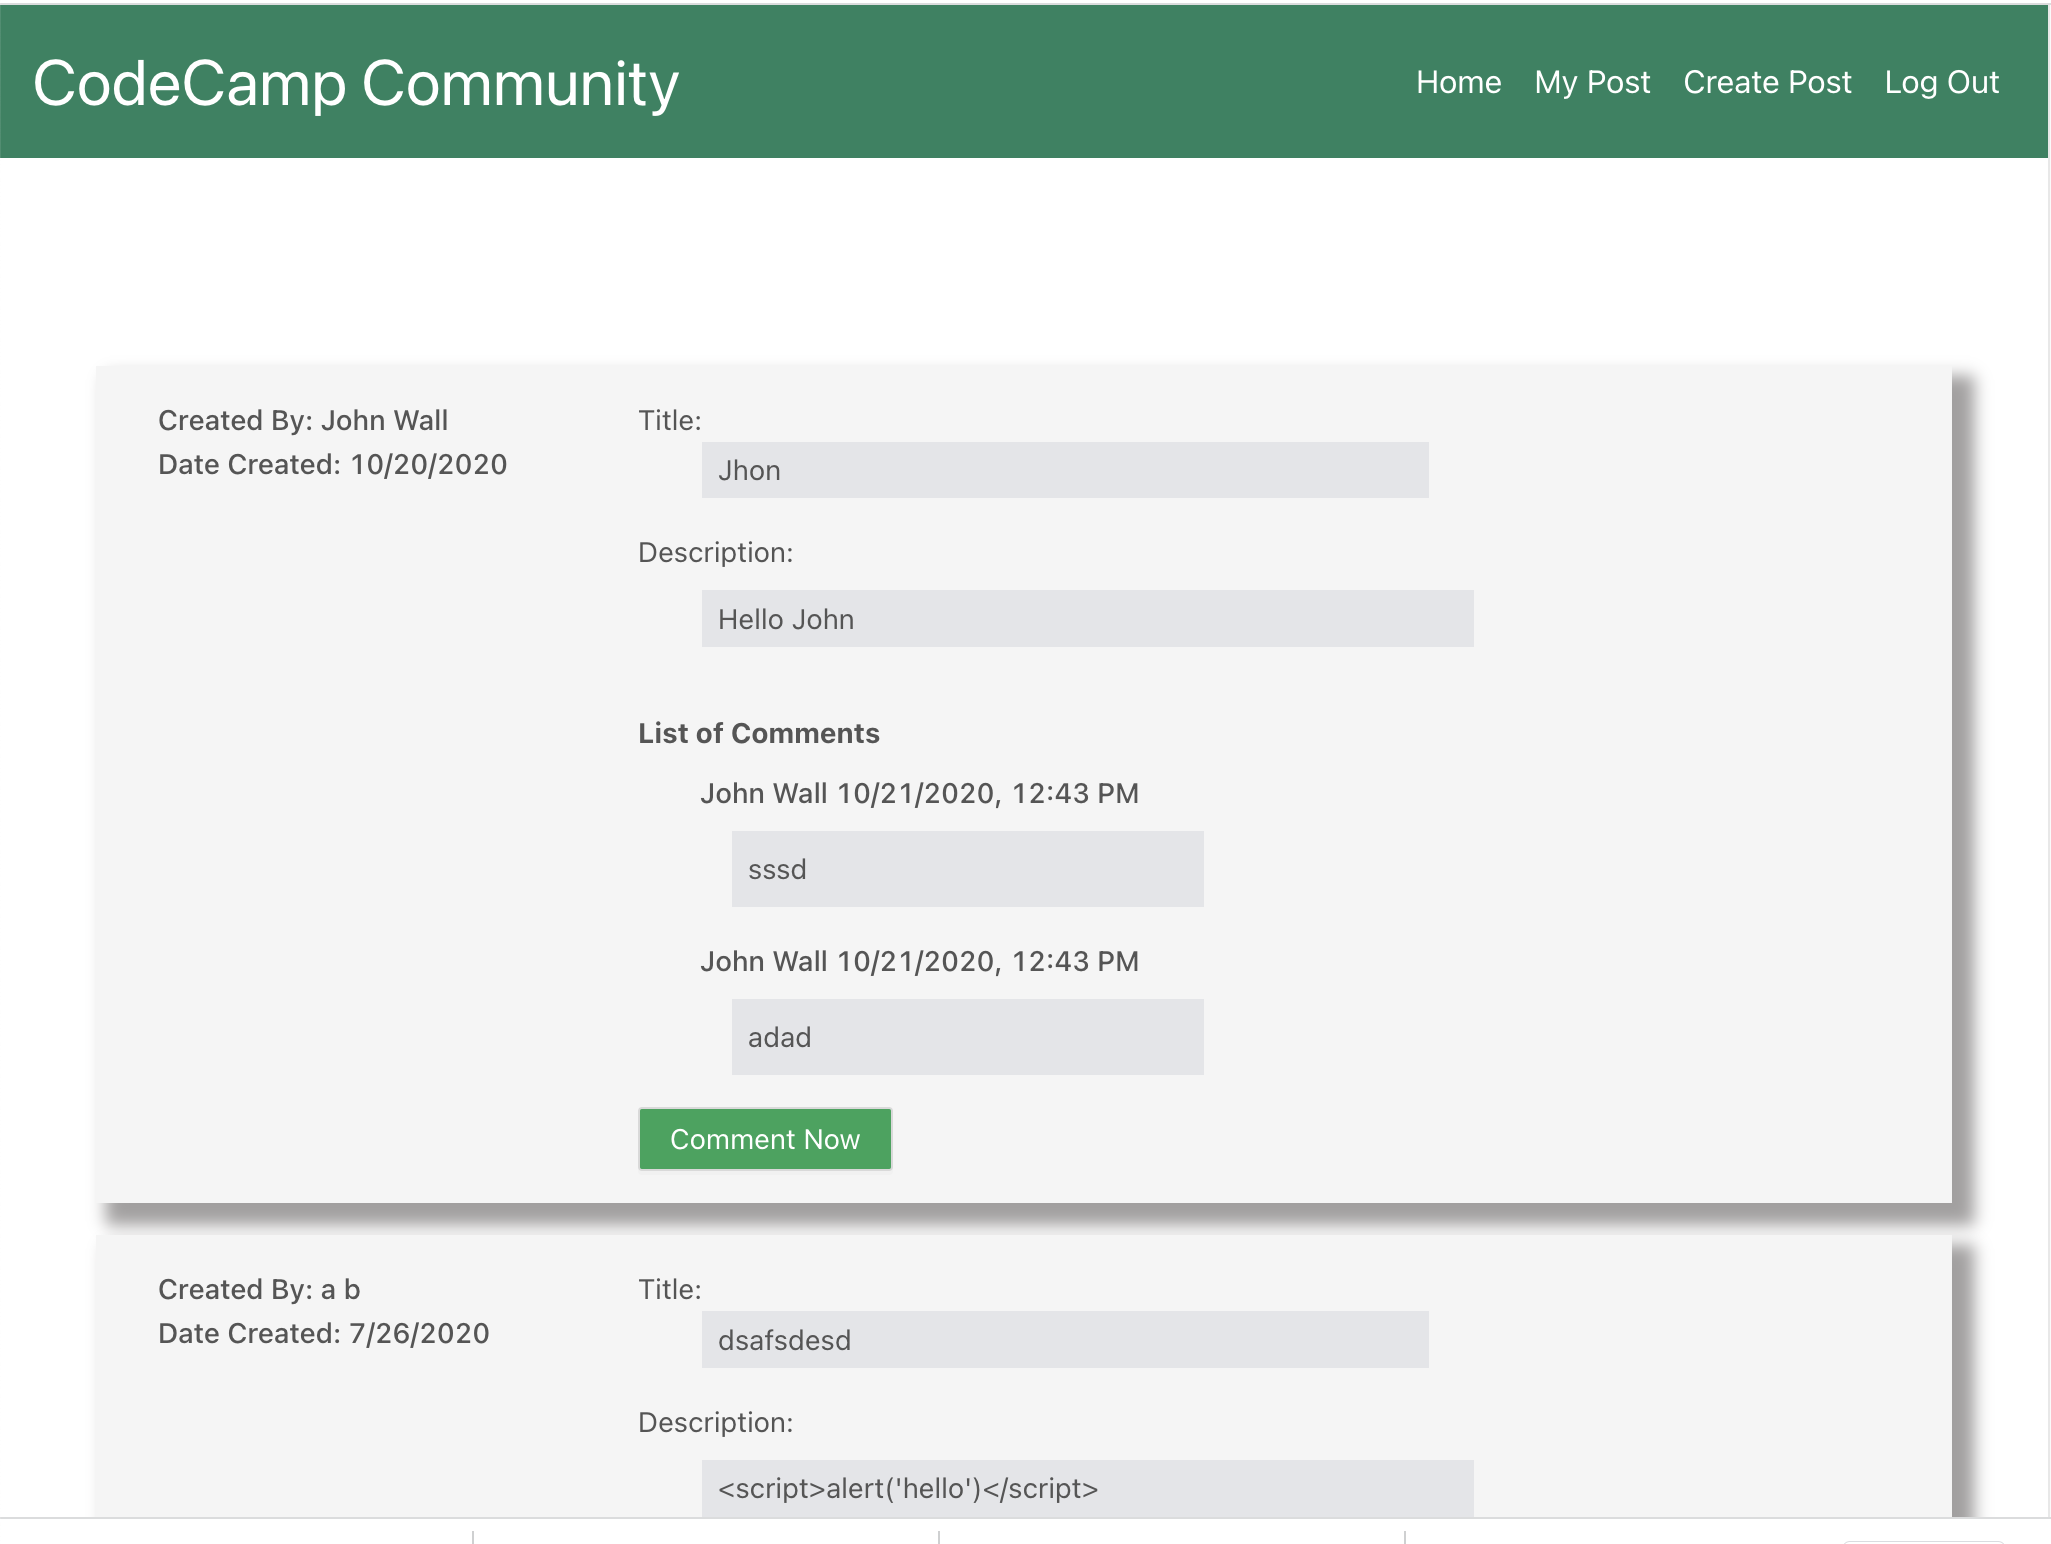 CodeCamp Community
Home My Post Create Post Log Out
Created By: John Wall
Date Created: 10/20/2020
Title:
Jhon
Description:
Hello John
List of Comments
John Wall 10/21/2020, 12:43 PM
sssd
John Wall 10/21/2020, 12:43 PM
adad
Comment Now
Created By: a b
Date Created: 7/26/2020
Title:
dsafsdesd
Description:
<script>alert('hello')</script>